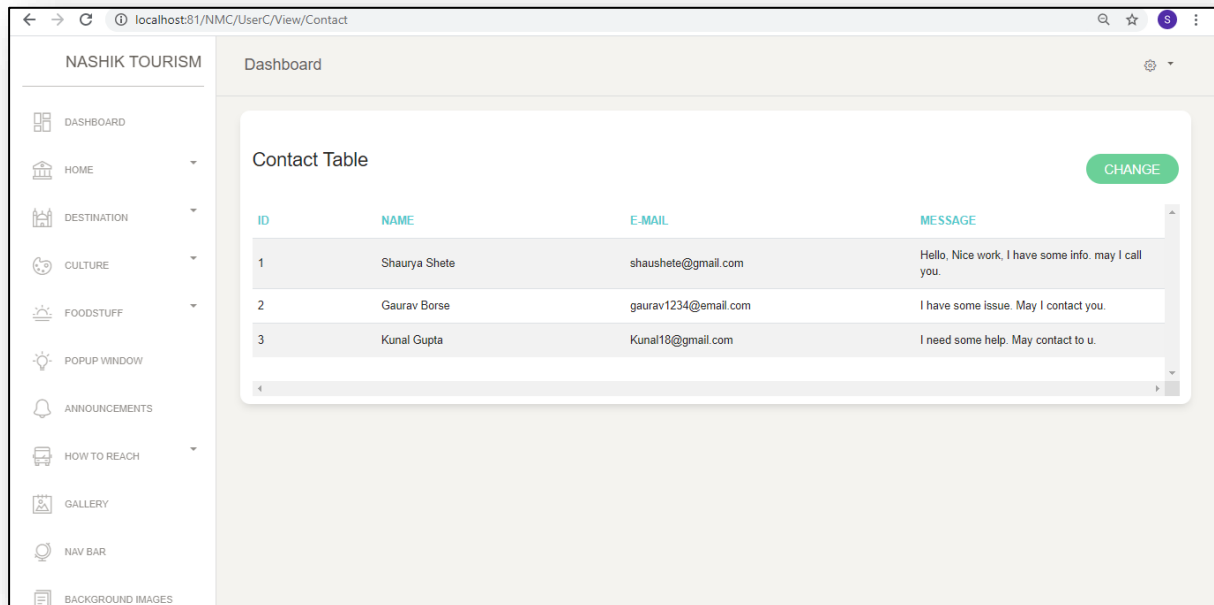 localhost:81/NMC/UserC/View/Contact
S
NASHIK TOURISM
Dashboard
DASHBOARD
HOME
DESTINATION
CULTURE
FOODSTUFF
POPUP WINDOW
ANNOUNCEMENTS
HOW TO REACH
GALLERY
NAV BAR
BACKGROUND IMAGES
Contact Table
CHANGE
ID NAME E-MAIL MESSAGE
1 Shaurya Shete shaushete@gmail.com Hello, Nice work, I have some info. may I call
you.
2 Gaurav Borse gaurav1234@email.com I have some issue. May I contact you.
3 Kunal Gupta Kunal18@gmail.com I need some help. May contact to u.